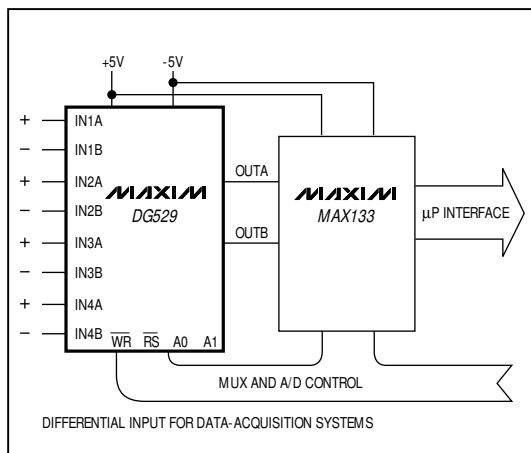 +5V -5V
+ IN1A
− IN1B
+ IN2A
− IN2B
+ IN3A
− IN3B
+ IN4A
− IN4B
MAXIM
DG529
WR RS A0 A1
OUTA
OUTB
MAXIM
MAX133
µP INTERFACE
MUX AND A/D CONTROL
DIFFERENTIAL INPUT FOR DATA-ACQUISITION SYSTEMS